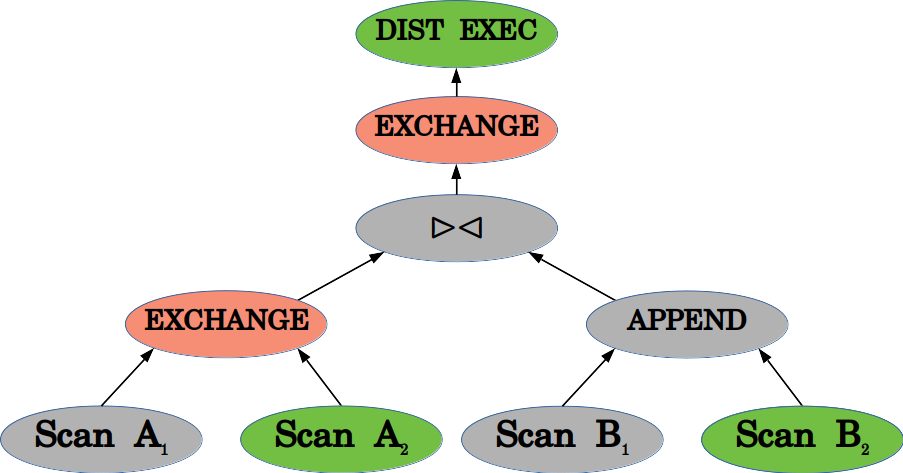 DIST EXEC
EXCHANGE
▷◁
EXCHANGE
APPEND
Scan A₁
Scan A₂
Scan B₁
Scan B₂